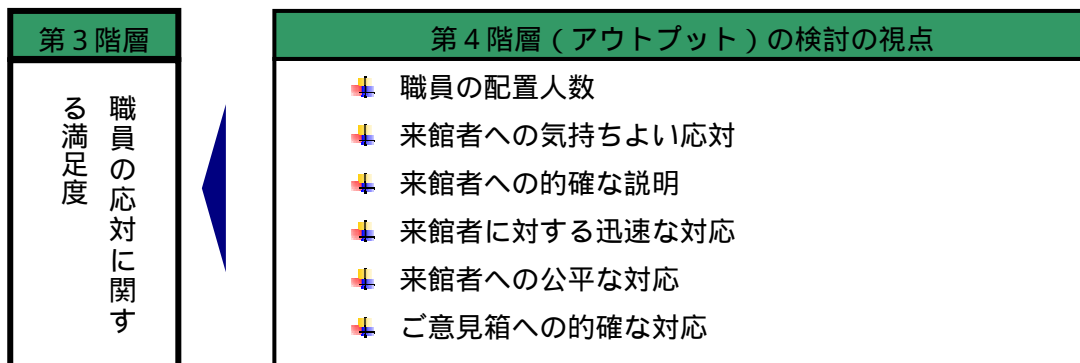 第３階層
職員の応対に関す
る満足度
第４階層（アウトプット）の検討の視点
職員の配置人数
来館者への気持ちよい応対
来館者への的確な説明
来館者に対する迅速な対応
来館者への公平な対応
ご意見箱への的確な対応